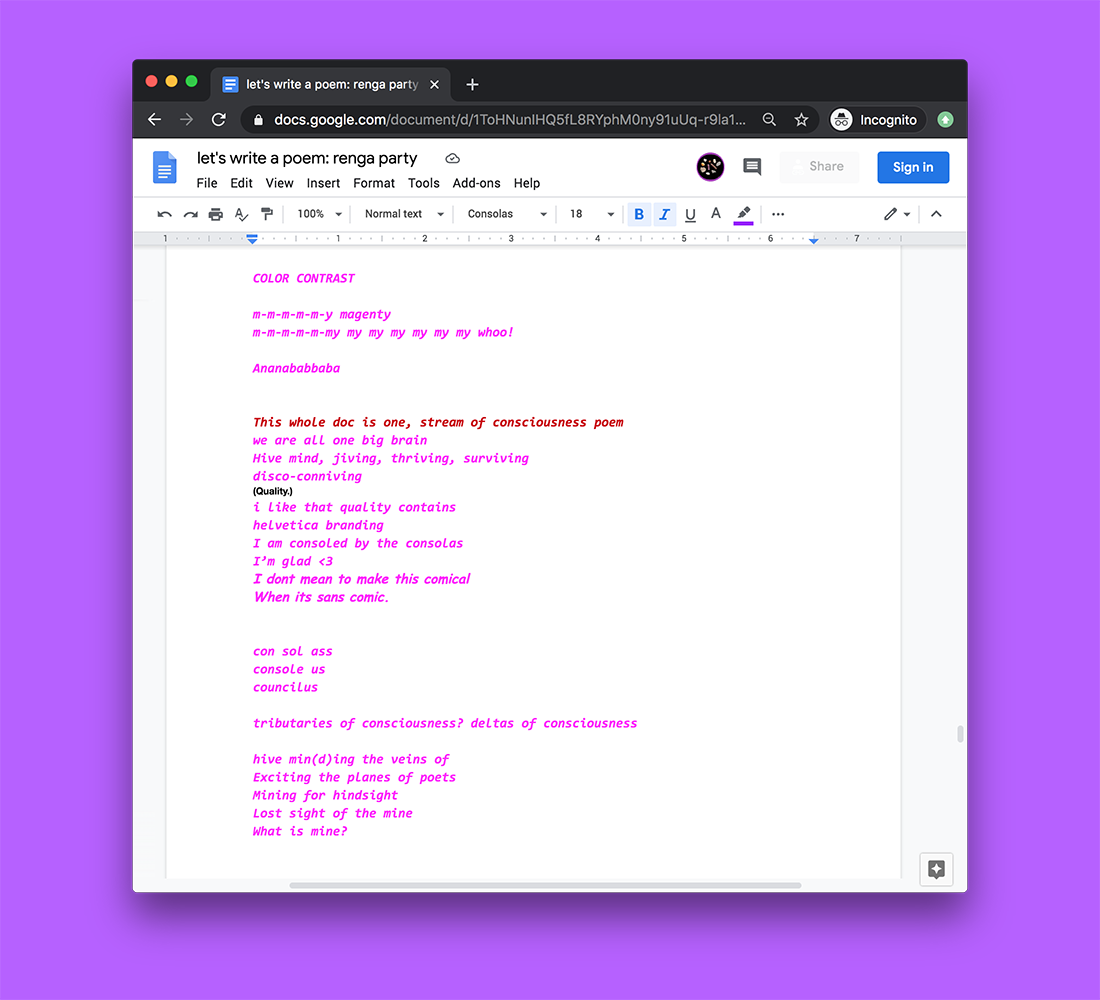 let's write a poem: renga party
docs.google.com/document/d/1ToHNunIHQ5fL8RYphM0ny91uUq-r9la1...
Incognito
let's write a poem: renga party
Share
Sign in
File Edit View Insert Format Tools Add-ons Help
100% Normal text Consolas 18 B I U A
1 1 2 3 4 5 6 7
COLOR CONTRAST
m-m-m-m-m-y magenty
m-m-m-m-m-my my my my my my my whoo!
Ananababbaba
This whole doc is one, stream of consciousness poem
we are all one big brain
Hive mind, jiving, thriving, surviving
disco-conniving
(Quality.)
i like that quality contains
helvetica branding
I am consoled by the consolas
I'm glad <3
I dont mean to make this comical
When its sans comic.
con sol ass
console us
councilus
tributaries of consciousness? deltas of consciousness
hive min(d)ing the veins of
Exciting the planes of poets
Mining for hindsight
Lost sight of the mine
What is mine?